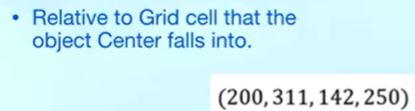 • Relative to Grid cell that the
object Center falls into.
(200, 311, 142, 250)